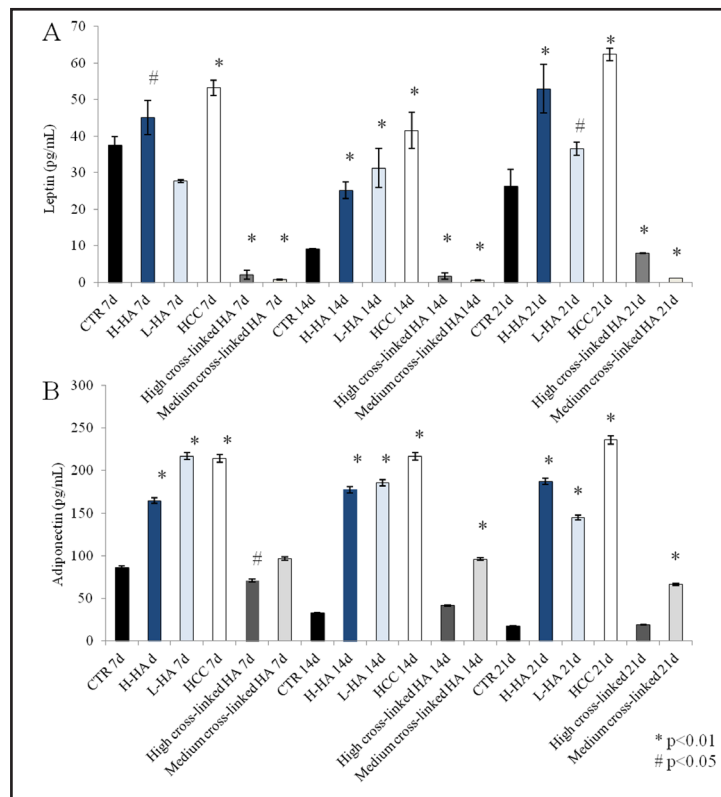 A
Leptin (pg/mL)
70
60
50
40
30
20
10
0
#
*
*
*
*
*
*
*
*
*
#
*
*
*
CTR 7d
H-HA 7d
L-HA 7d
HCC 7d
High cross-linked HA 7d
Medium cross-linked HA 7d
CTR 14d
H-HA 14d
L-HA 14d
HCC 14d
High cross-linked HA 14d
Medium cross-linked HA14d
CTR 21d
H-HA 21d
L-HA 21d
HCC 21d
High cross-linked HA 21d
Medium cross-linked HA 21d
B
Adiponectin (pg/mL)
300
250
200
150
100
50
0
*
*
*
#
*
*
*
*
*
*
*
*
CTR 7d
H-HA d
L-HA 7d
HCC 7d
High cross-linked HA 7d
Medium cross-linked HA 7d
CTR 14d
H-HA 14d
L-HA 14d
HCC 14d
High cross-linked HA 14d
Medium cross-linked HA 14d
CTR 21d
H-HA 21d
L-HA 21d
HCC 21d
High cross-linked 21d
Medium cross-linked 21d
* p<0.01
# p<0.05